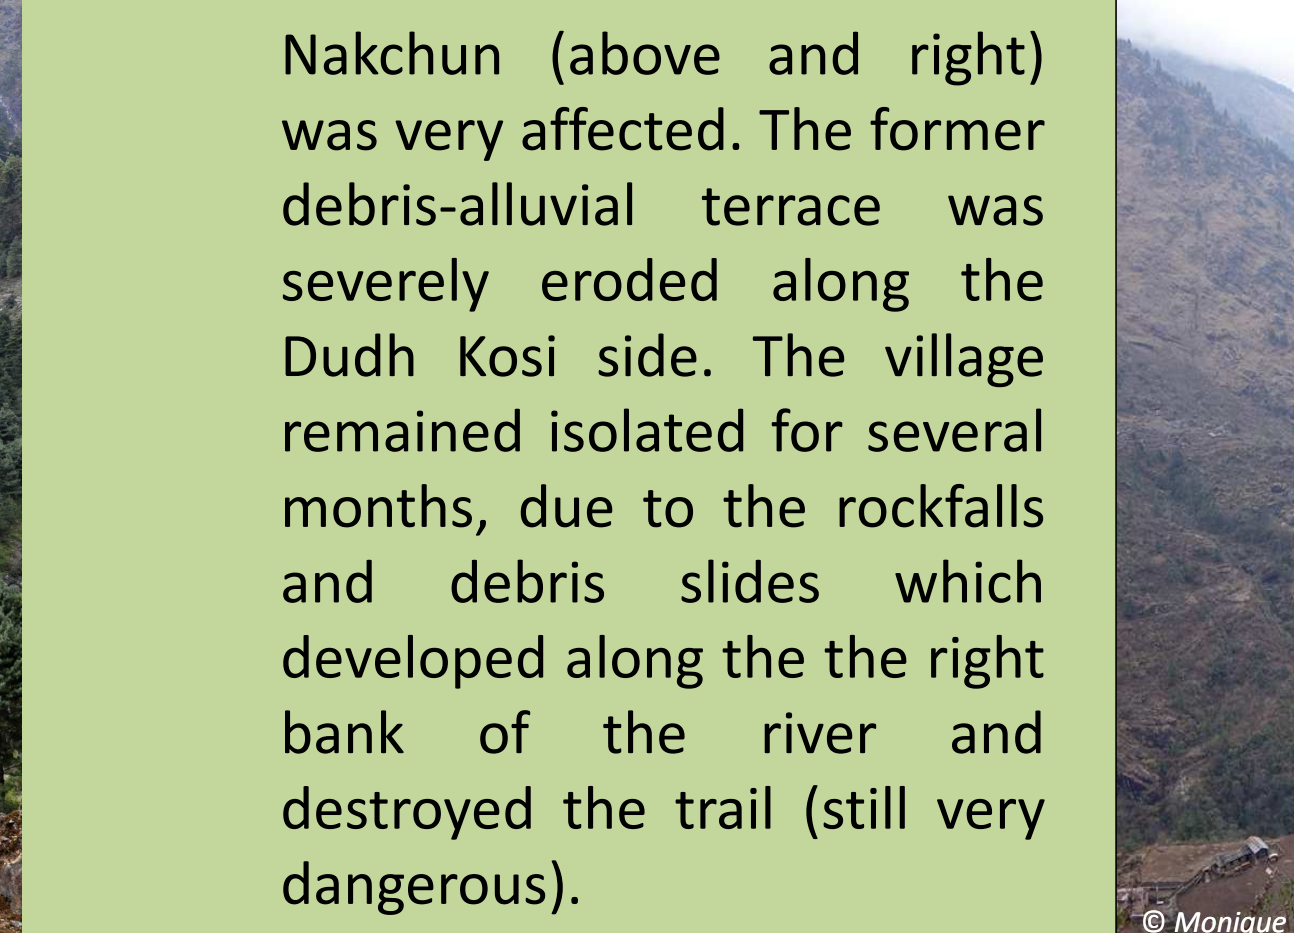 Nakchun (above and right)
was very affected. The former
debris-alluvial terrace was
severely eroded along the
Dudh Kosi side. The village
remained isolated for several
months, due to the rockfalls
and debris slides which
developed along the the right
bank of the river and
destroyed the trail (still very
dangerous).
© Monique